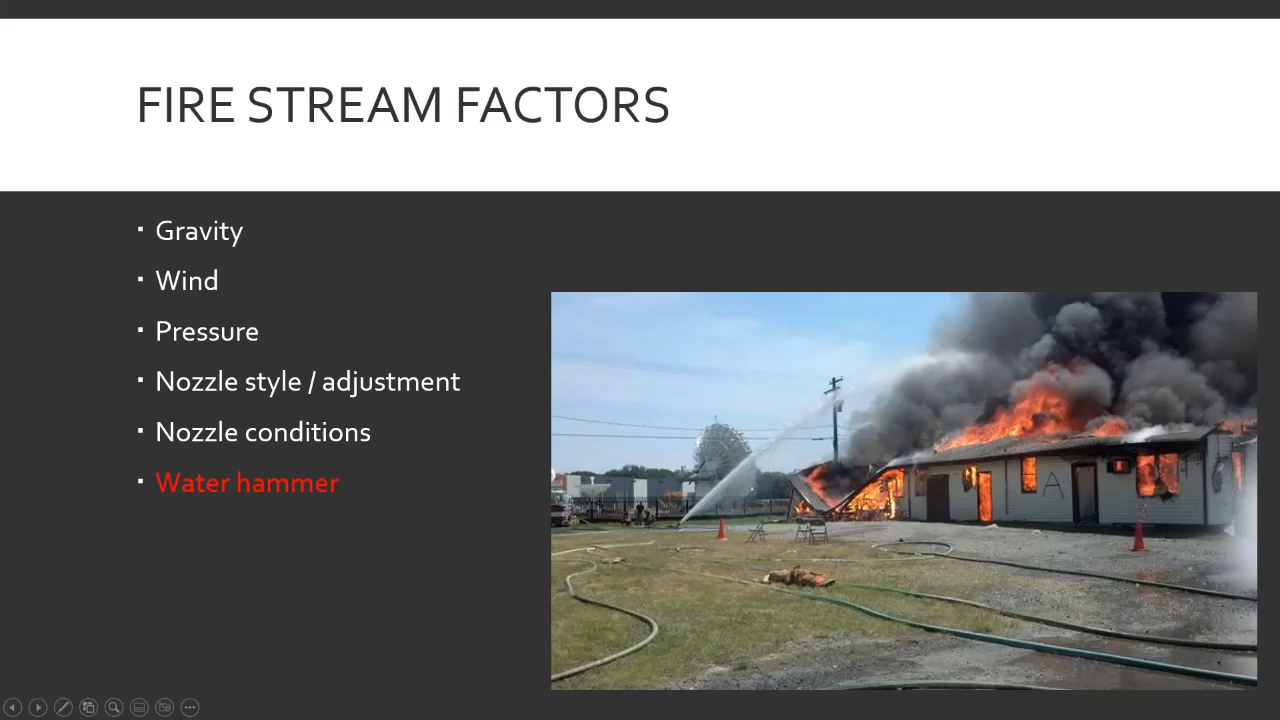 FIRE STREAM FACTORS
Gravity
Wind
Pressure
Nozzle style / adjustment
Nozzle conditions
Water hammer
A